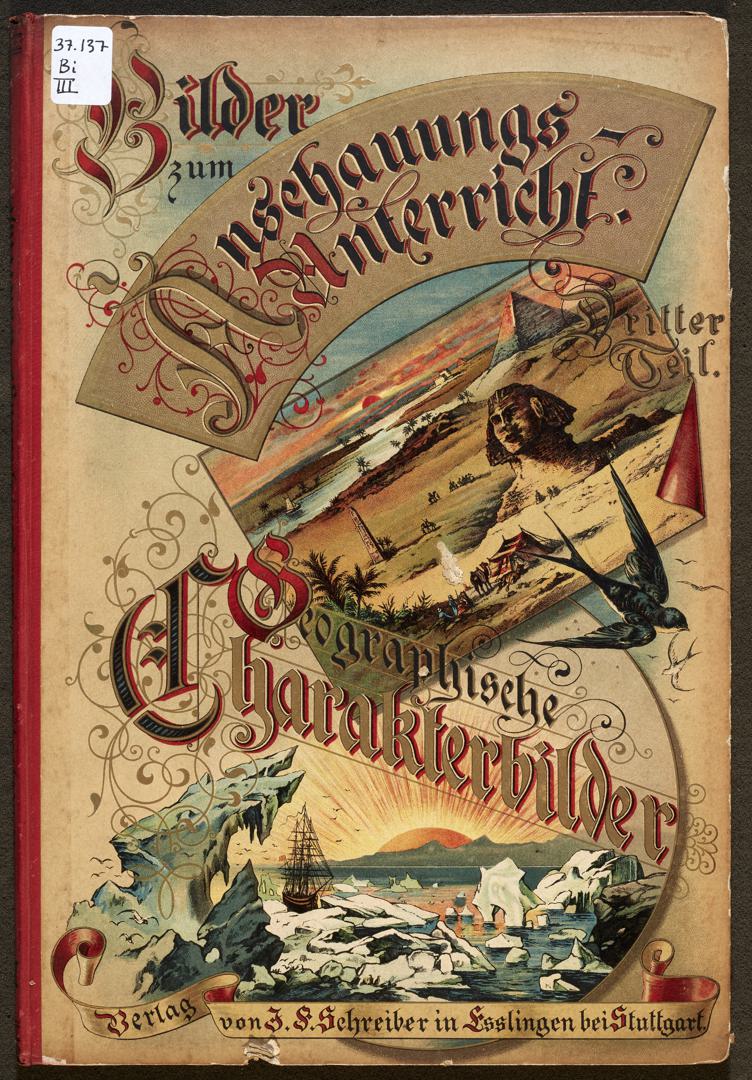 37.137
Bi
III
Bilder
zum
Anschauungs-
Unterricht.
Dritter
Teil.
Geographische
Charakterbilder
Verlag von J. F. Schreiber in Esslingen bei Stuttgart.